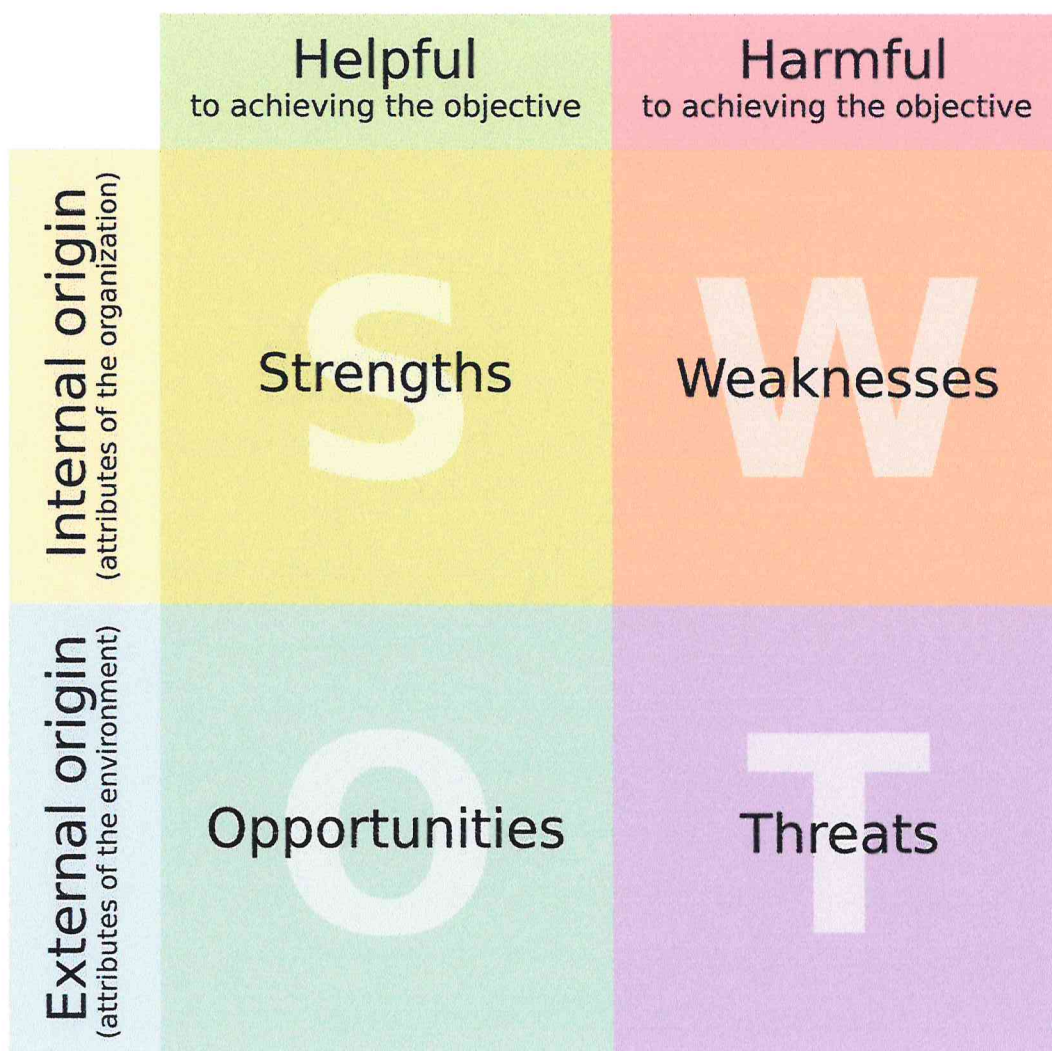 Helpful
to achieving the objective
Harmful
to achieving the objective
Internal origin
(attributes of the organization)
S
Strengths
W
Weaknesses
External origin
(attributes of the environment)
O
Opportunities
T
Threats